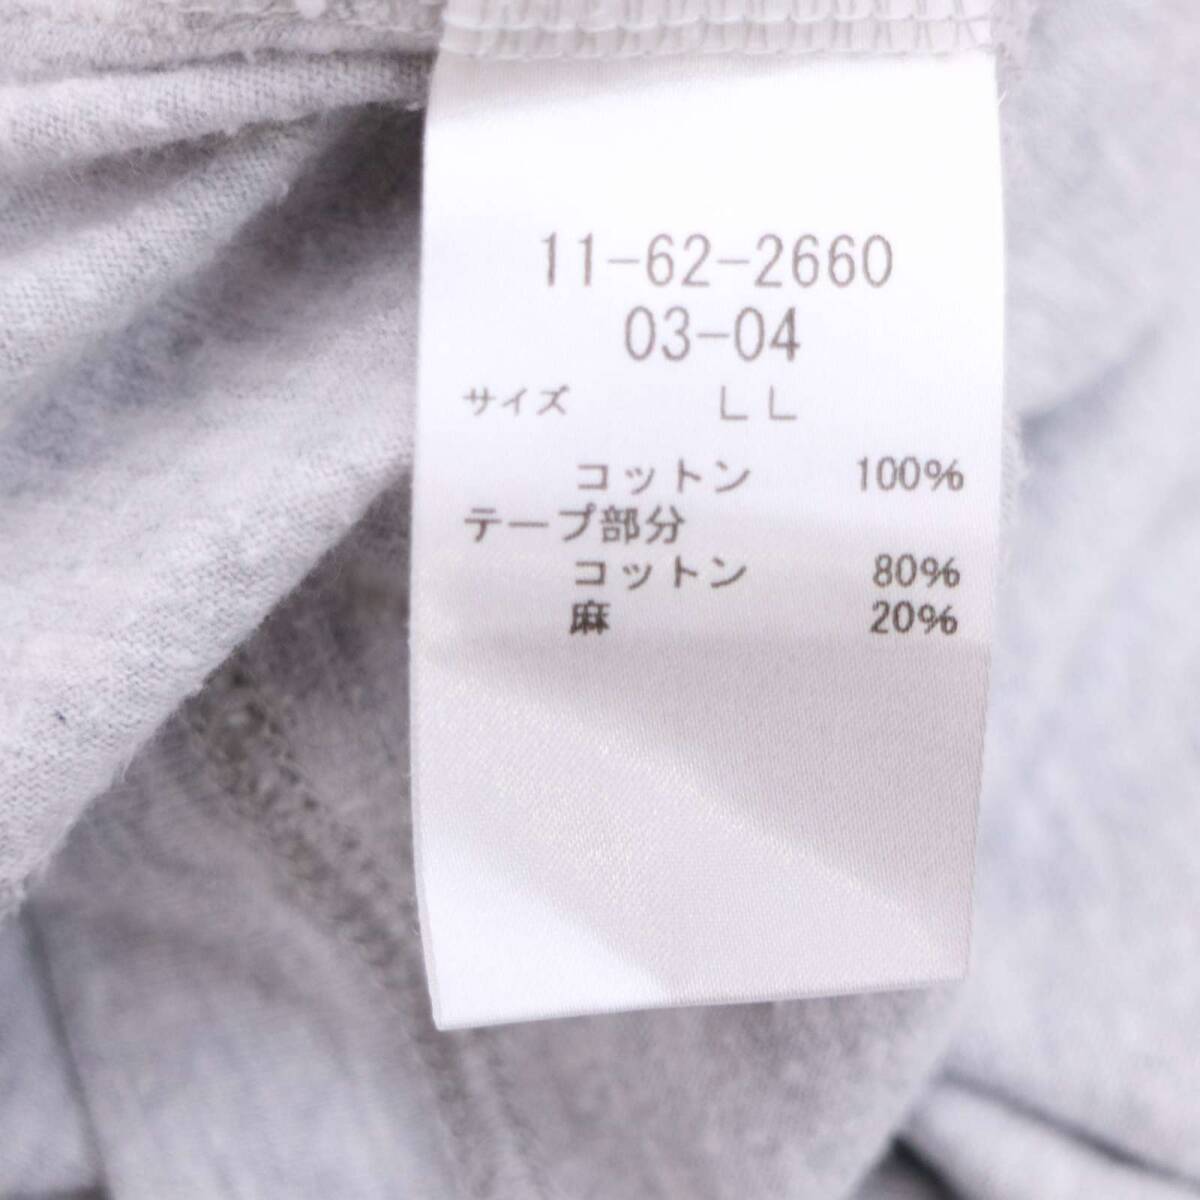 11-62-2660
03-04
サイズ LL
コットン 100%
テープ部分
コットン 80%
麻 20%